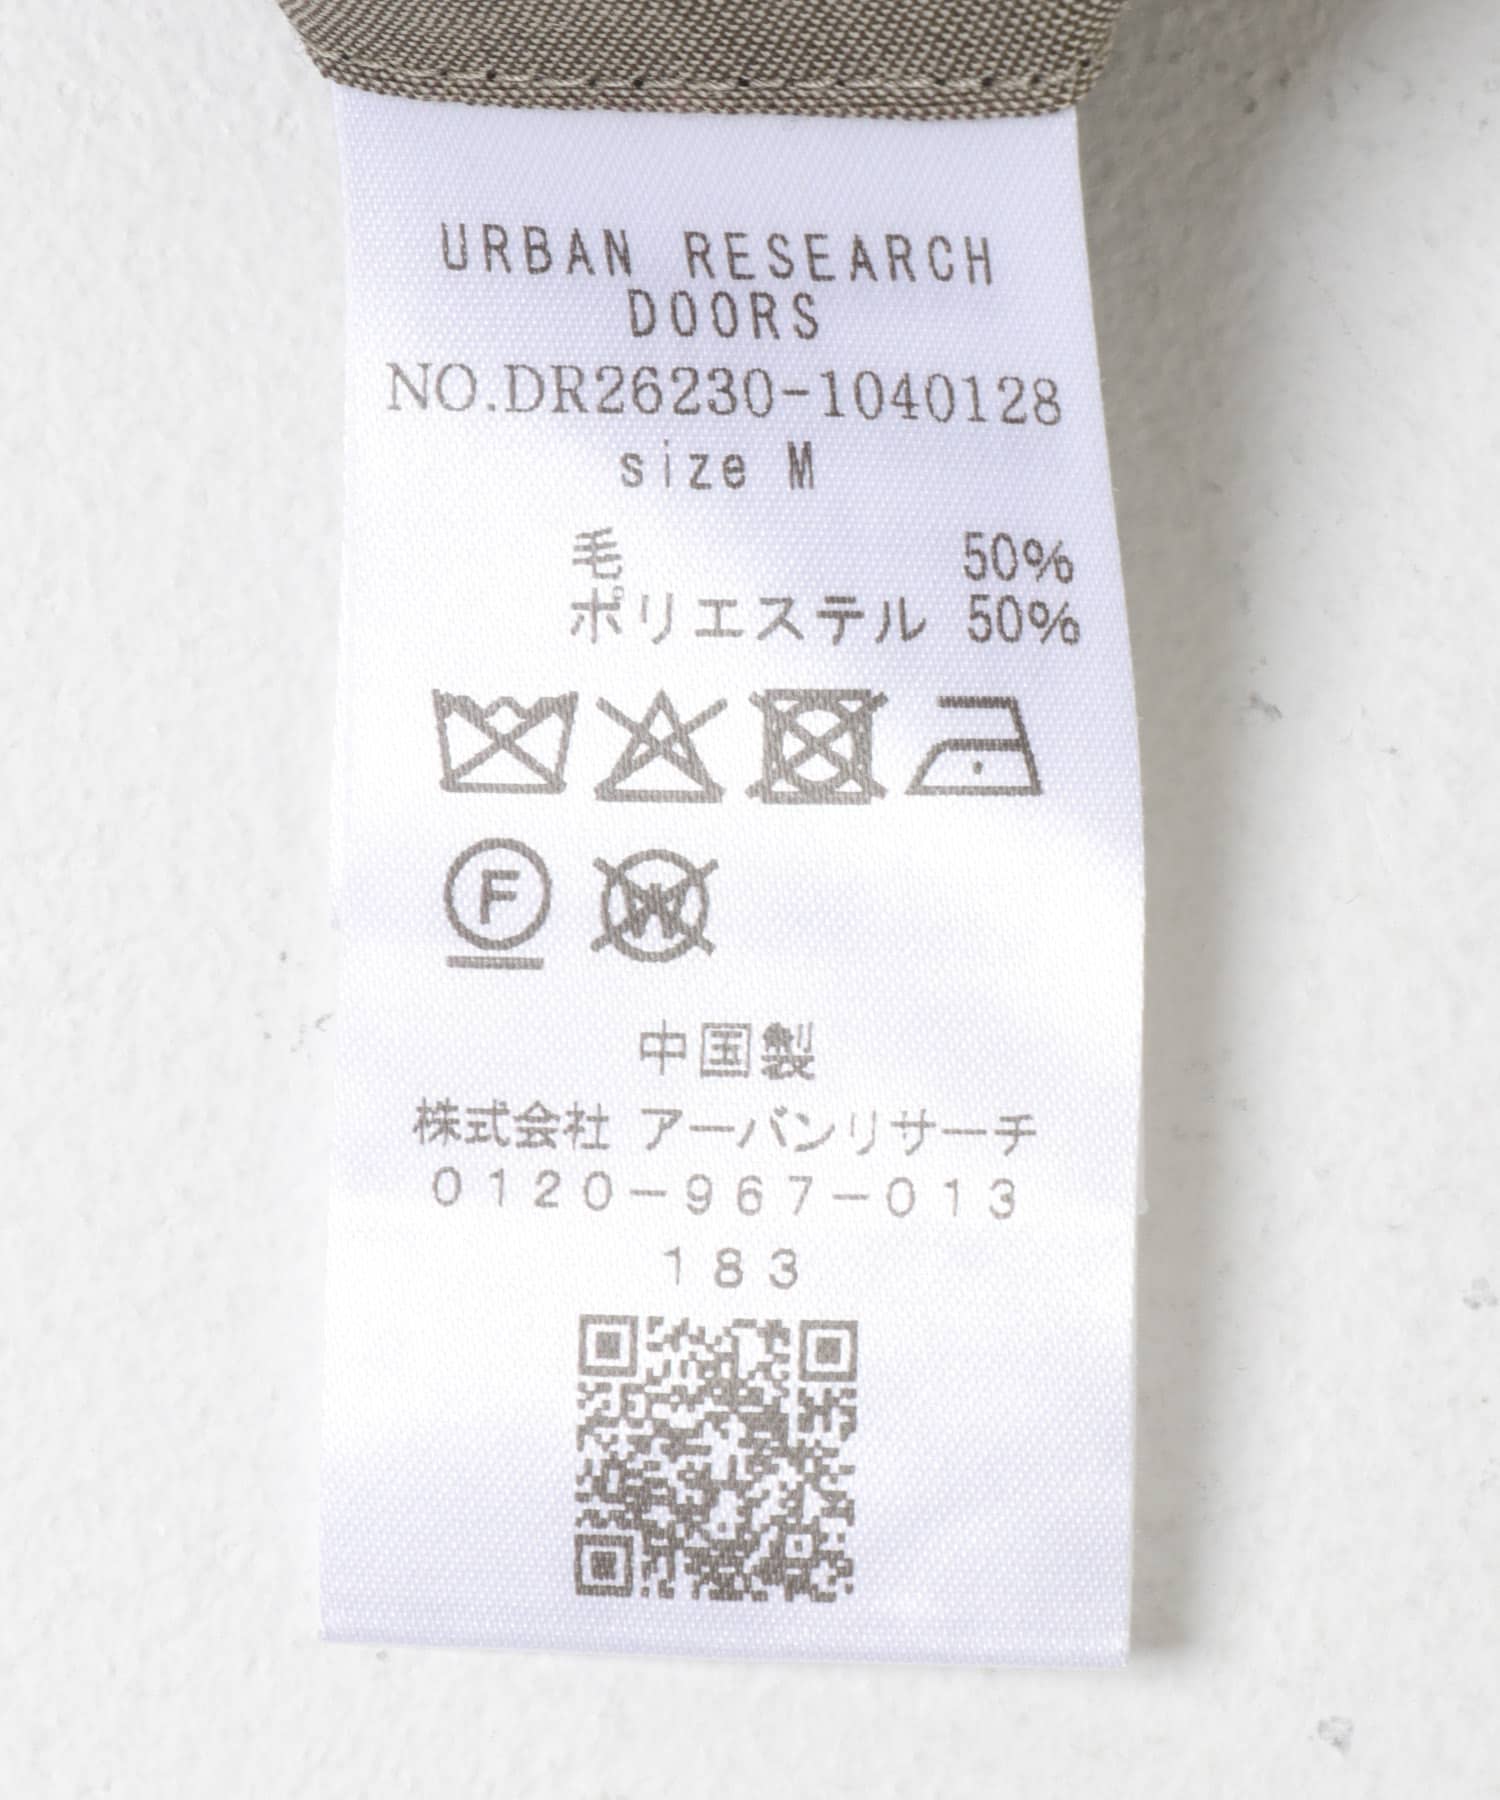 URBAN RESEARCH
DOORS
NO.DR26230-1040128
size M
毛 50%
ポリエステル 50%
F
W
中国製
株式会社 アーバンリサーチ
0120-967-013
183